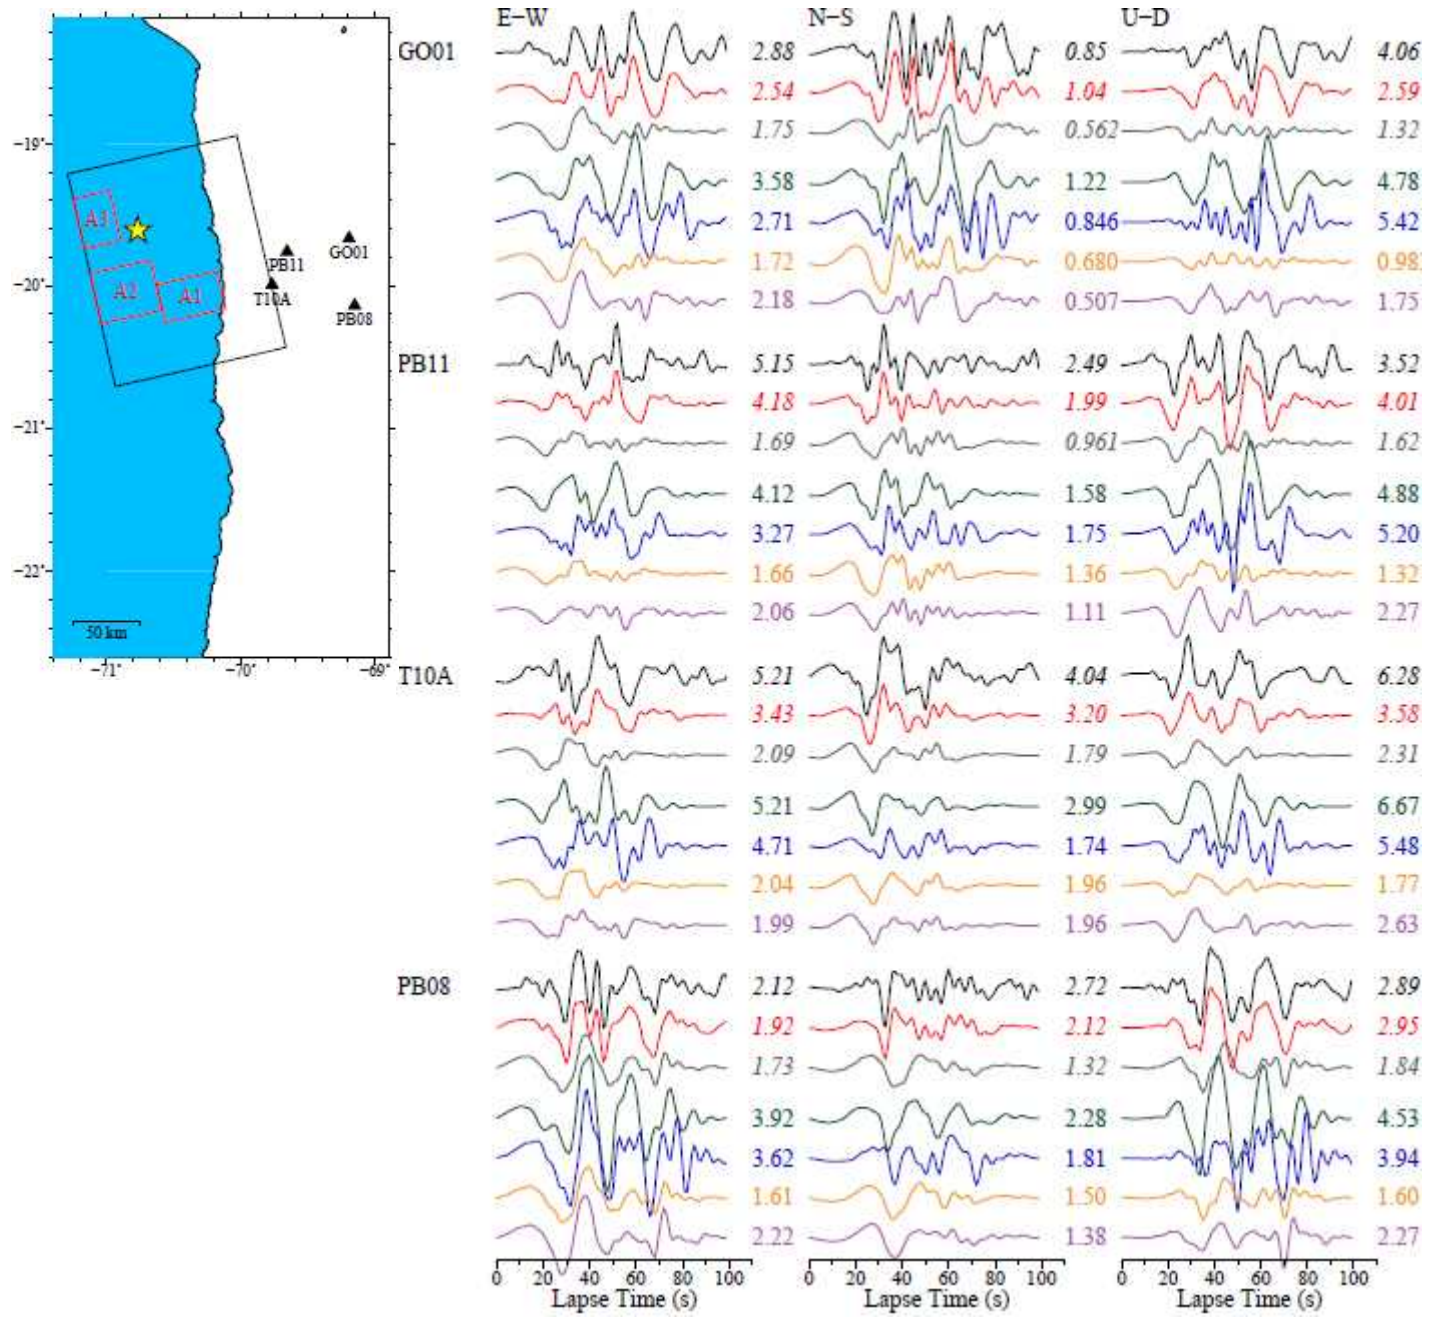 E−W N−S U−D
GO01 2.88 0.85 4.06
2.54 1.04 2.59
1.75 0.562 1.32
3.58 1.22 4.78
2.71 0.846 5.42
1.72 0.680 0.98
2.18 0.507 1.75
PB11 5.15 2.49 3.52
4.18 1.99 4.01
1.69 0.961 1.62
4.12 1.58 4.88
3.27 1.75 5.20
1.66 1.36 1.32
2.06 1.11 2.27
T10A 5.21 4.04 6.28
3.43 3.20 3.58
2.09 1.79 2.31
5.21 2.99 6.67
4.71 1.74 5.48
2.04 1.96 1.77
1.99 1.96 2.63
PB08 2.12 2.72 2.89
1.92 2.12 2.95
1.73 1.32 1.84
3.92 2.28 4.53
3.62 1.81 3.94
1.61 1.50 1.60
2.22 1.38 2.27
0 20 40 60 80 100 0 20 40 60 80 100 0 20 40 60 80 100
Lapse Time (s) Lapse Time (s) Lapse Time (s)
−19˚
−20˚
−21˚
−22˚
−71˚ −70˚ −69˚
A3
A2 A1
PB11 GO01
T10A
PB08
50 km